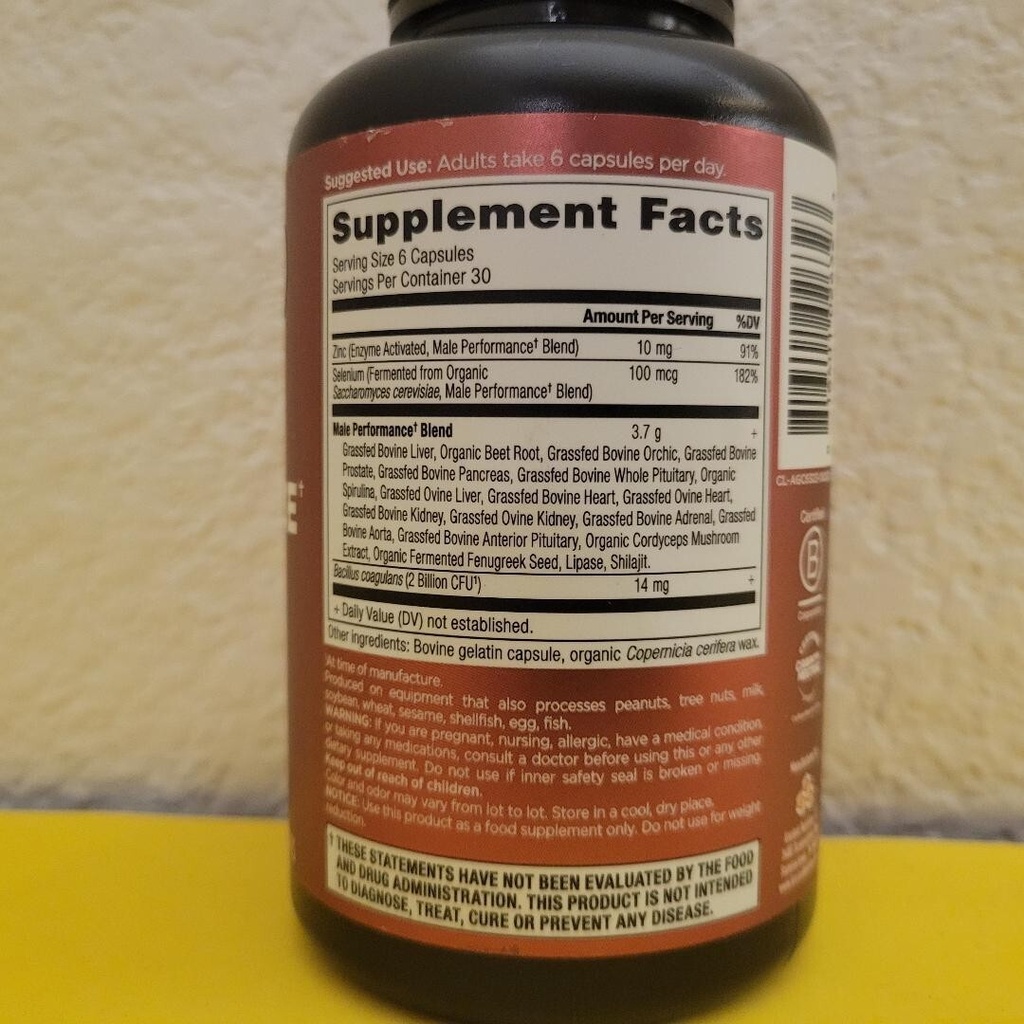 Suggested Use: Adults take 6 capsules per day.
Supplement Facts
Serving Size 6 Capsules
Servings Per Container 30
Amount Per Serving %DV
Zinc (Enzyme Activated, Male Performance† Blend) 10 mg 91%
Selenium (Fermented from Organic 100 mcg 182%
Saccharomyces cerevisiae, Male Performance† Blend)
Male Performance† Blend 3.7 g +
Grassfed Bovine Liver, Organic Beet Root, Grassfed Bovine Orchic, Grassfed Bovine
Prostate, Grassfed Bovine Pancreas, Grassfed Bovine Whole Pituitary, Organic
Spirulina, Grassfed Ovine Liver, Grassfed Bovine Heart, Grassfed Ovine Heart,
Grassfed Bovine Kidney, Grassfed Ovine Kidney, Grassfed Bovine Adrenal, Grassfed
Bovine Aorta, Grassfed Bovine Anterior Pituitary, Organic Cordyceps Mushroom
Extract, Organic Fermented Fenugreek Seed, Lipase, Shilajit.
Bacillus coagulans (2 Billion CFU¹) 14 mg +
+ Daily Value (DV) not established.
Other ingredients: Bovine gelatin capsule, organic Copernicia cerifera wax.
¹At time of manufacture.
Produced on equipment that also processes peanuts, tree nuts, milk,
soybean, wheat, sesame, shellfish, egg, fish.
WARNING: If you are pregnant, nursing, allergic, have a medical condition,
or taking any medications, consult a doctor before using this or any other
dietary supplement. Do not use if inner safety seal is broken or missing.
Keep out of reach of children.
Color and odor may vary from lot to lot. Store in a cool, dry place.
NOTICE: Use this product as a food supplement only. Do not use for weight
reduction.
† THESE STATEMENTS HAVE NOT BEEN EVALUATED BY THE FOOD
AND DRUG ADMINISTRATION. THIS PRODUCT IS NOT INTENDED
TO DIAGNOSE, TREAT, CURE OR PREVENT ANY DISEASE.
E†
Certified
B